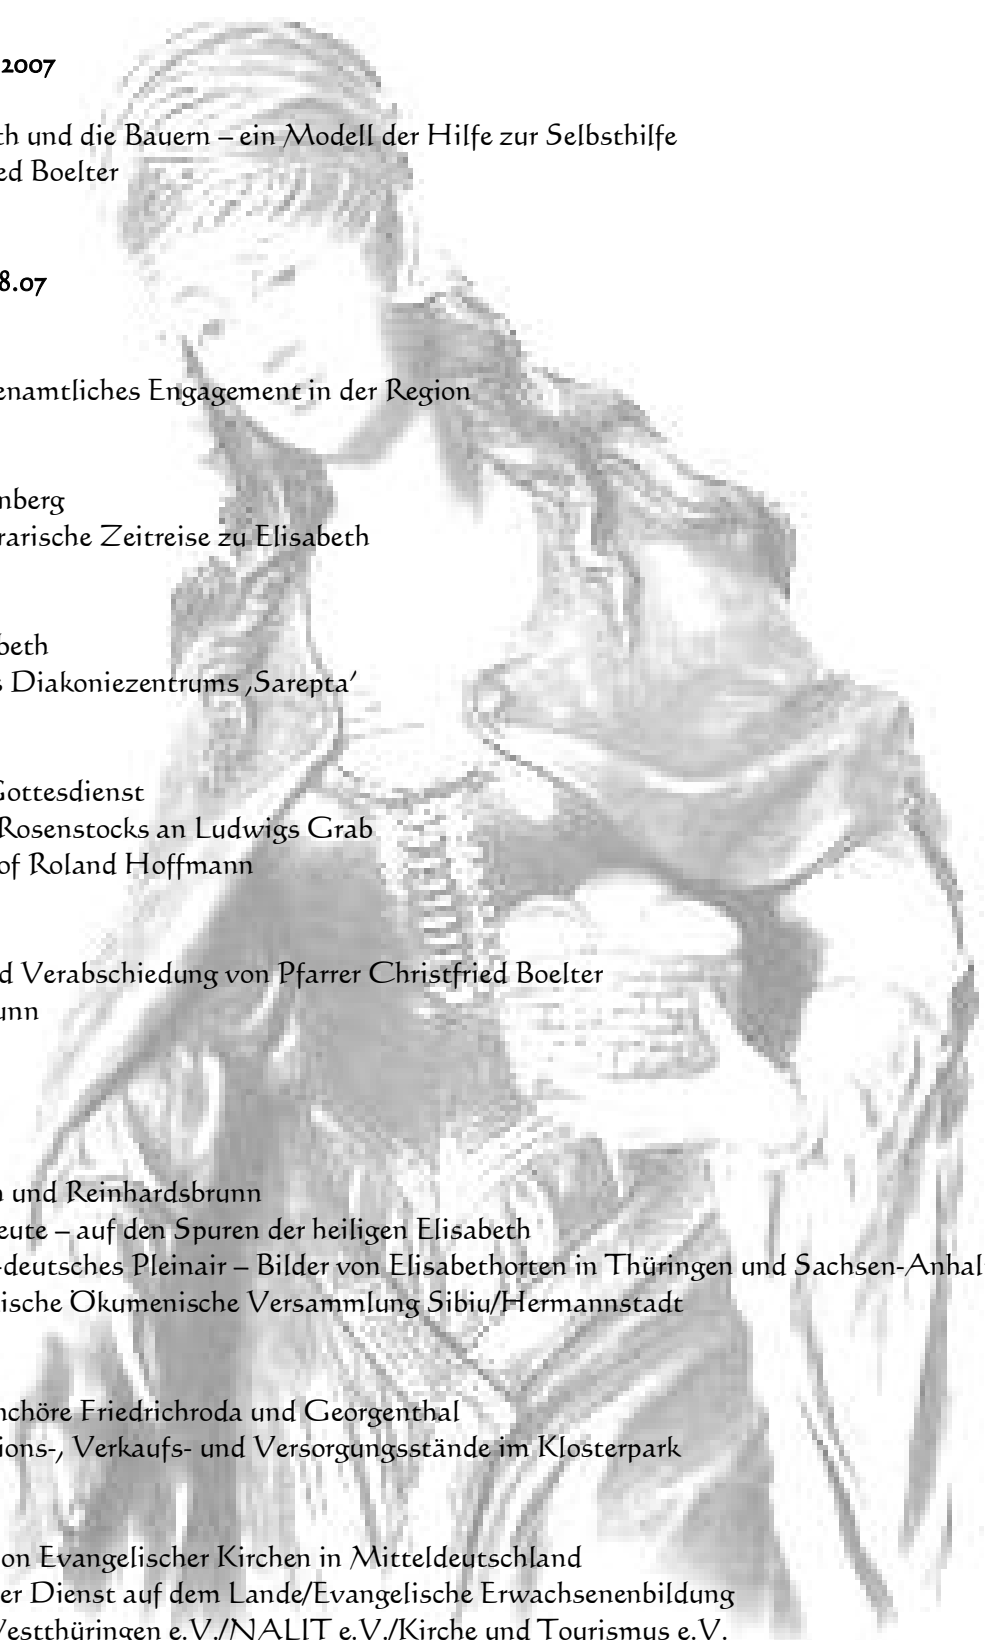 2007
th und die Bauern – ein Modell der Hilfe zur Selbsthilfe
ed Boelter
8.07
enamtliches Engagement in der Region
nberg
rarische Zeitreise zu Elisabeth
beth
s Diakoniezentrums ‚Sarepta‘
Gottesdienst
Rosenstocks an Ludwigs Grab
of Roland Hoffmann
d Verabschiedung von Pfarrer Christfried Boelter
unn
n und Reinhardsbrunn
eute – auf den Spuren der heiligen Elisabeth
-deutsches Pleinair – Bilder von Elisabethorten in Thüringen und Sachsen-Anhal
ische Ökumenische Versammlung Sibiu/Hermannstadt
nchöre Friedrichroda und Georgenthal
ions-, Verkaufs- und Versorgungsstände im Klosterpark
on Evangelischer Kirchen in Mitteldeutschland
er Dienst auf dem Lande/Evangelische Erwachsenenbildung
Westthüringen e.V./NALIT e.V./Kirche und Tourismus e.V.